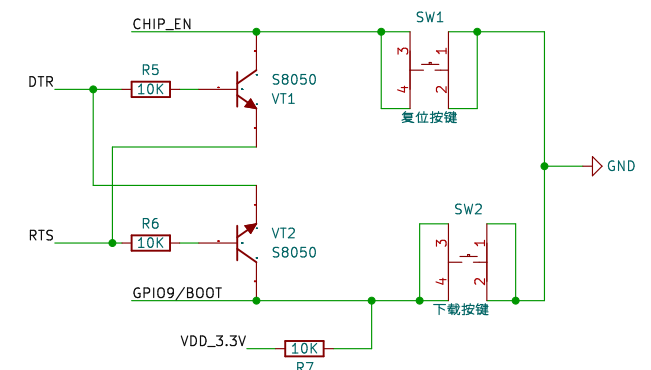 CHIP_EN
SW1
3
1
4
2
复位按键
DTR
R5
10K
S8050
VT1
GND
RTS
R6
10K
VT2
S8050
SW2
3
1
4
2
下载按键
GPIO9/BOOT
VDD_3.3V
10K
R7